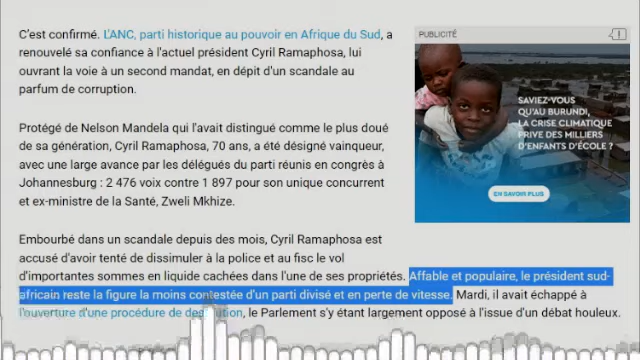 C'est confirmé. L'ANC, parti historique au pouvoir en Afrique du Sud, a
renouvelé sa confiance à l'actuel président Cyril Ramaphosa, lui
ouvrant la voie à un second mandat, en dépit d'un scandale au
parfum de corruption.
Protégé de Nelson Mandela qui l'avait distingué comme le plus doué
de sa génération, Cyril Ramaphosa, 70 ans, a été désigné vainqueur,
avec une large avance par les délégués du parti réunis en congrès à
Johannesburg : 2 476 voix contre 1 897 pour son unique concurrent
et ex-ministre de la Santé, Zweli Mkhize.
Embourbé dans un scandale depuis des mois, Cyril Ramaphosa est
accusé d'avoir tenté de dissimuler à la police et au fisc le vol
d'importantes sommes en liquide cachées dans l'une de ses propriétés. Affable et populaire, le président sud-
africain reste la figure la moins contestée d'un parti divisé et en perte de vitesse. Mardi, il avait échappé à
l'ouverture d'une procédure de destitution, le Parlement s'y étant largement opposé à l'issue d'un débat houleux.
PUBLICITÉ
SAVIEZ-VOUS
QU'AU BURUNDI,
LA CRISE CLIMATIQUE
PRIVE DES MILLIERS
D'ENFANTS D'ÉCOLE ?
EN SAVOIR PLUS